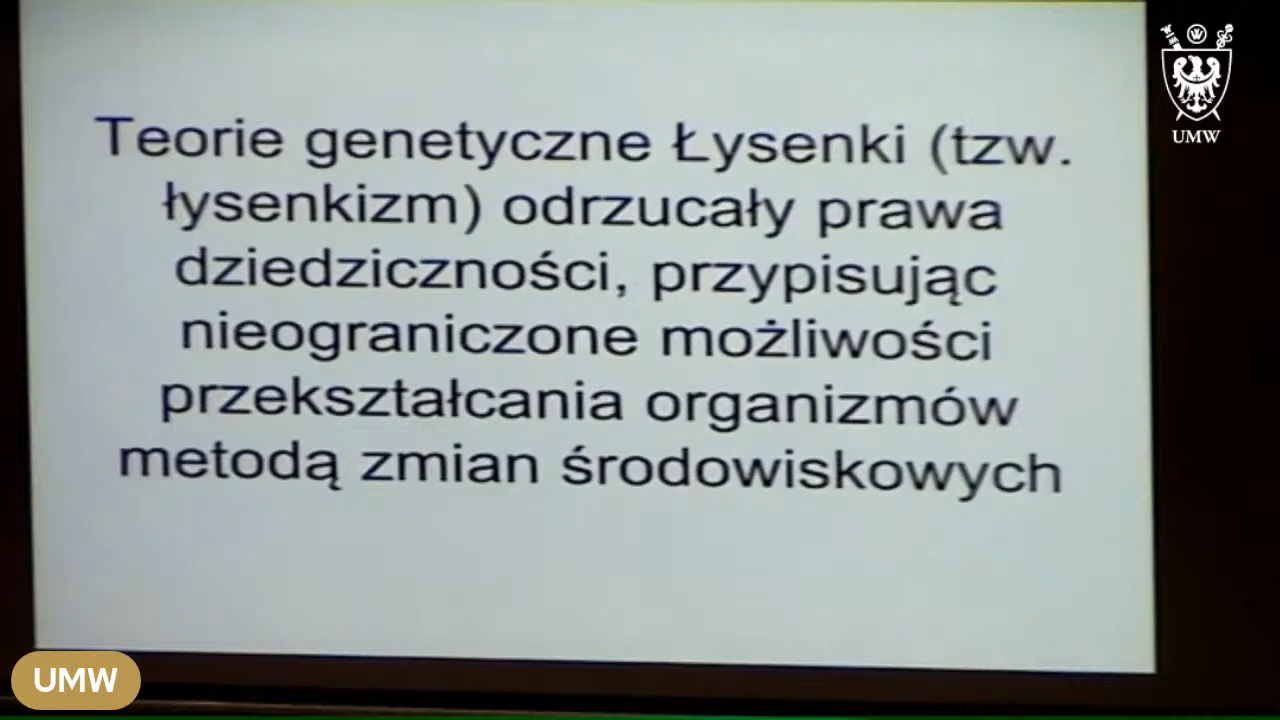 Teorie genetyczne Łysenki (tzw.
łysenkizm) odrzucały prawa
dziedziczności, przypisując
nieograniczone możliwości
przekształcania organizmów
metodą zmian środowiskowych
W
UMW
UMW